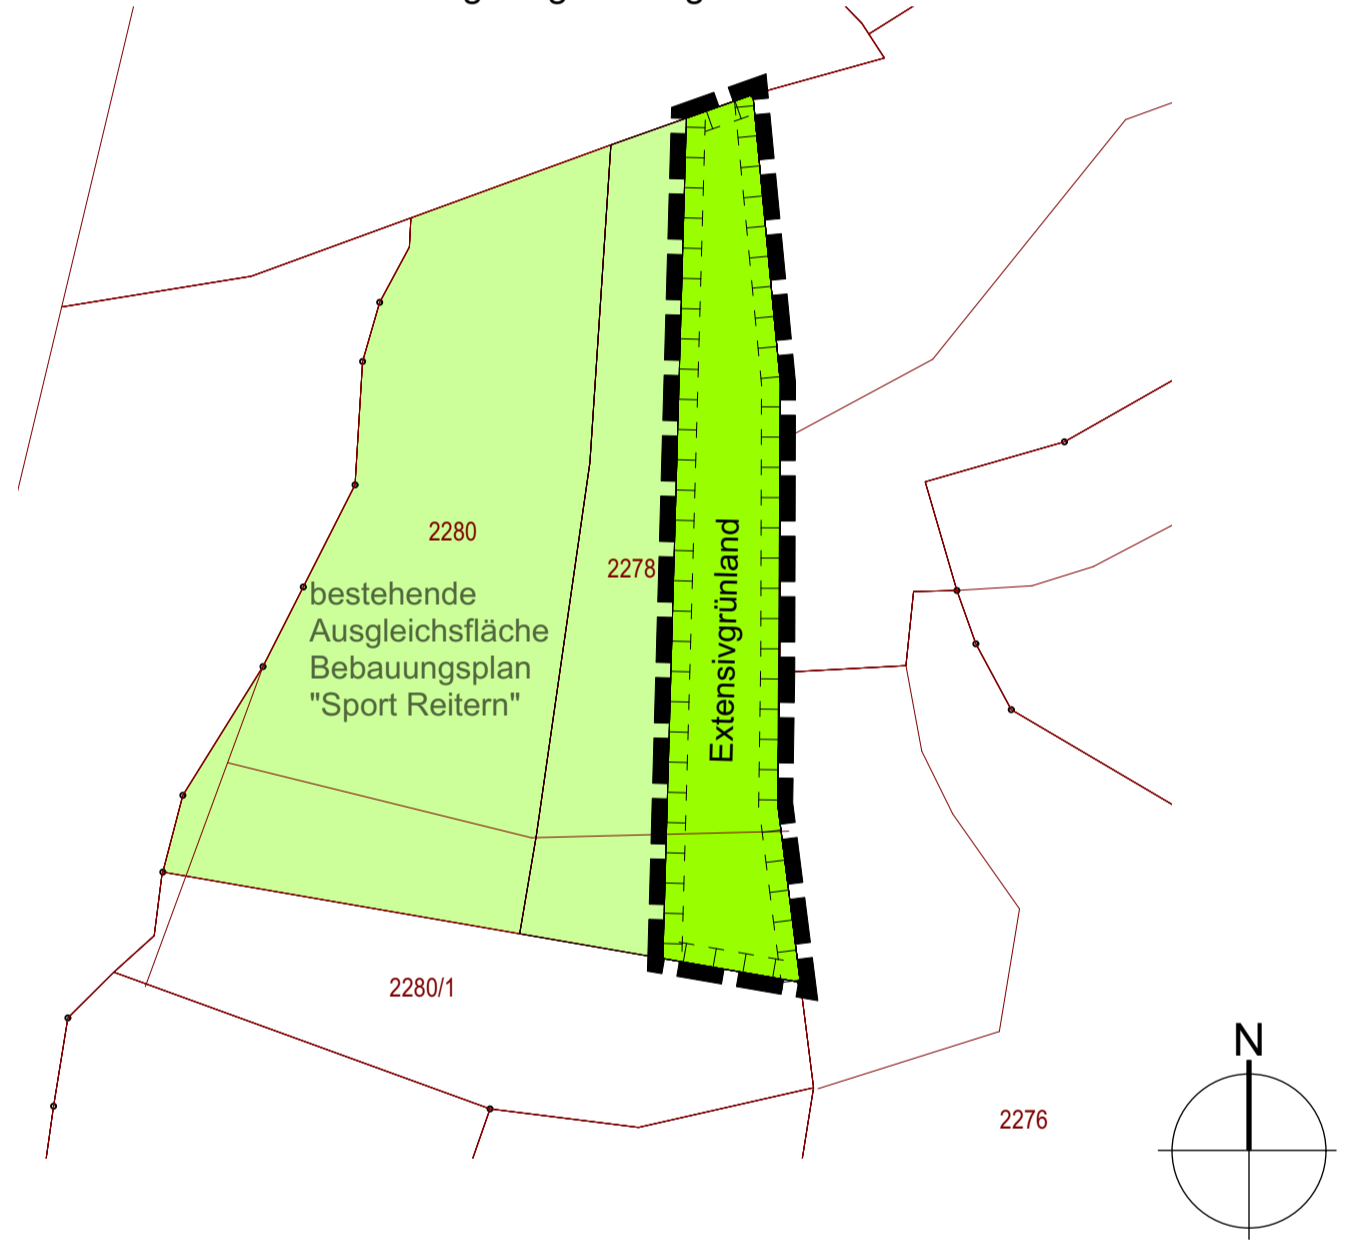 2280
2278
bestehende
Ausgleichsfläche
Bebauungsplan
"Sport Reitern"
Extensivgrünland
2280/1
N
2276